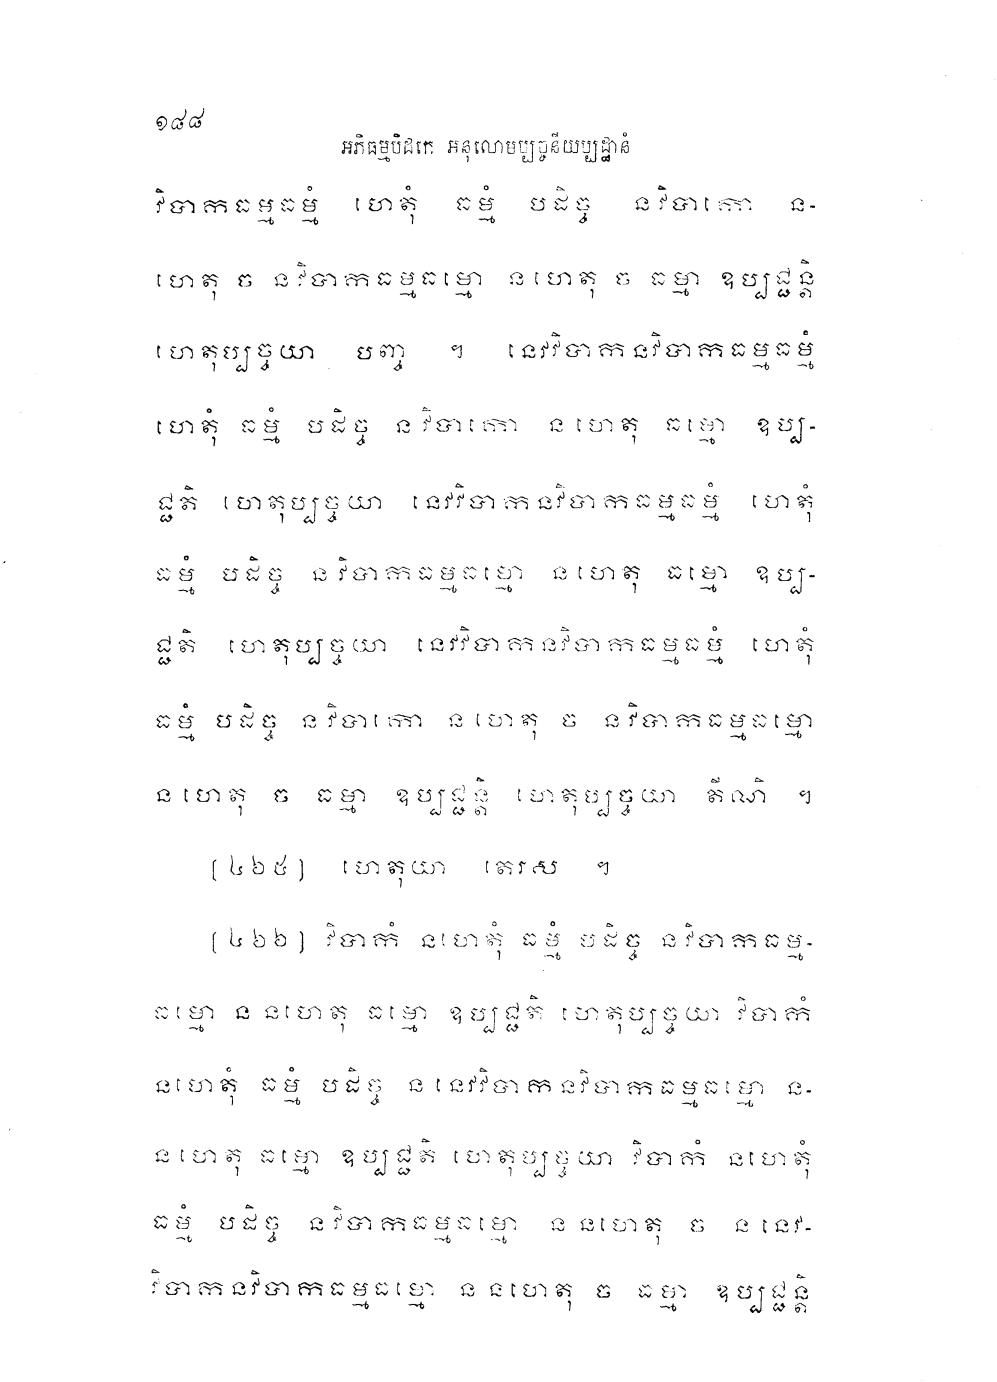 ១៨៨
អភិធម្មបិដកេ អនុលោមប្បច្ចនីយប្បដ្ឋានំ
វិបាកធម្មធម្មំ ហេតុំ ធម្មំ បដិច្ច នវិបាកោ ន-
ហេតុ ច នវិបាកធម្មធម្មោ នហេតុ ច ធម្មា ឧប្បជ្ជន្តិ
ហេតុប្បច្ចយា បញ្ច ។ នេវវិបាកនវិបាកធម្មធម្មំ
ហេតុំ ធម្មំ បដិច្ច នវិបាកោ នហេតុ ធម្មោ ឧប្ប-
ជ្ជតិ ហេតុប្បច្ចយា នេវវិបាកនវិបាកធម្មធម្មំ ហេតុំ
ធម្មំ បដិច្ច នវិបាកធម្មធម្មោ នហេតុ ធម្មោ ឧប្ប-
ជ្ជតិ ហេតុប្បច្ចយា នេវវិបាកនវិបាកធម្មធម្មំ ហេតុំ
ធម្មំ បដិច្ច នវិបាកោ នហេតុ ច នវិបាកធម្មធម្មោ
នហេតុ ច ធម្មា ឧប្បជ្ជន្តិ ហេតុប្បច្ចយា តីណិ ។
[៤៦៥] ហេតុយា តេរស ។
[៤៦៦] វិបាកំ នហេតុំ ធម្មំ បដិច្ច នវិបាកធម្ម-
ធម្មោ ននហេតុ ធម្មោ ឧប្បជ្ជតិ ហេតុប្បច្ចយា វិបាកំ
នហេតុំ ធម្មំ បដិច្ច ននេវវិបាកនវិបាកធម្មធម្មោ ន-
នហេតុ ធម្មោ ឧប្បជ្ជតិ ហេតុប្បច្ចយា វិបាកំ នហេតុំ
ធម្មំ បដិច្ច នវិបាកធម្មធម្មោ ននហេតុ ច ននេវ-
វិបាកនវិបាកធម្មធម្មោ ននហេតុ ច ធម្មា ឧប្បជ្ជន្តិ